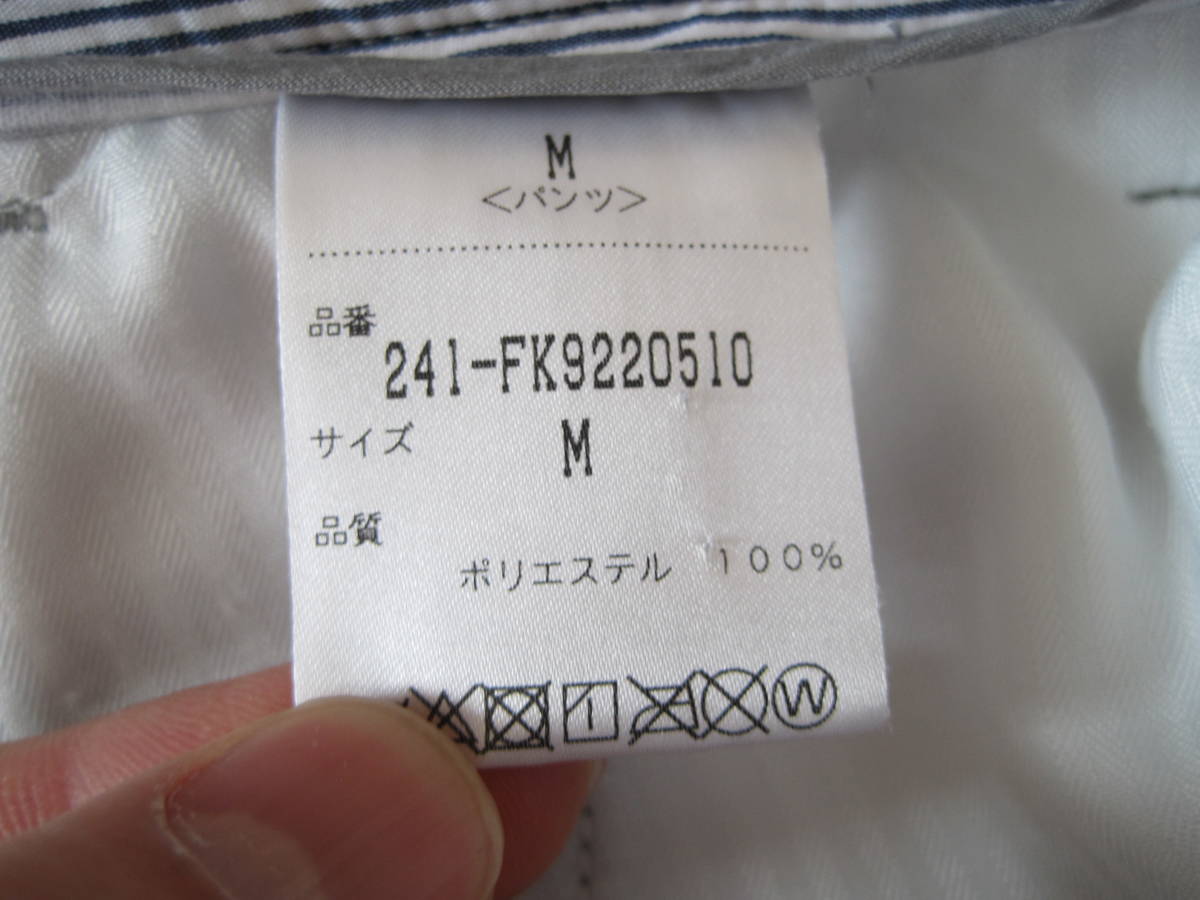 M
<パンツ>
品番
241-FK9220510
サイズ
M
品質
ポリエステル 100%
W